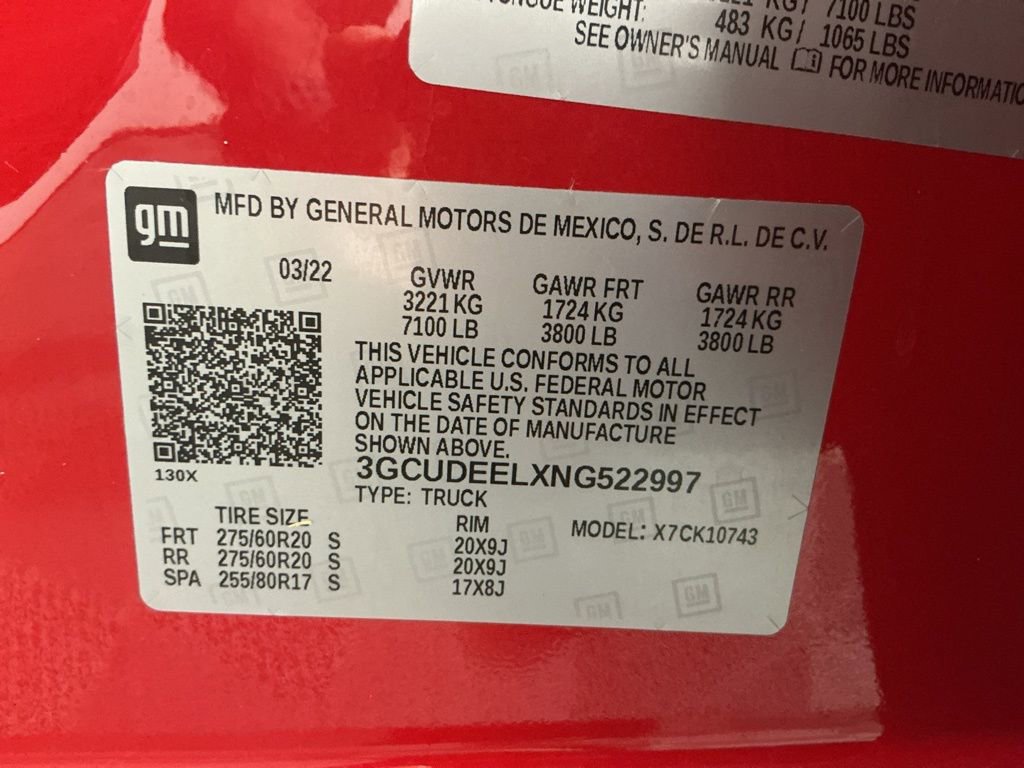 7100 LBS
TONGUE WEIGHT: 483 KG/ 1065 LBS
SEE OWNER'S MANUAL FOR MORE INFORMATIO
gm
MFD BY GENERAL MOTORS DE MEXICO, S. DE R.L. DE C.V.
03/22 GVWR GAWR FRT GAWR RR
3221 KG 1724 KG 1724 KG
7100 LB 3800 LB 3800 LB
THIS VEHICLE CONFORMS TO ALL
APPLICABLE U.S. FEDERAL MOTOR
VEHICLE SAFETY STANDARDS IN EFFECT
ON THE DATE OF MANUFACTURE
SHOWN ABOVE.
3GCUDEELXNG522997
130X
TYPE: TRUCK
TIRE SIZE RIM MODEL: X7CK10743
FRT 275/60R20 S 20X9J
RR 275/60R20 S 20X9J
SPA 255/80R17 S 17X8J